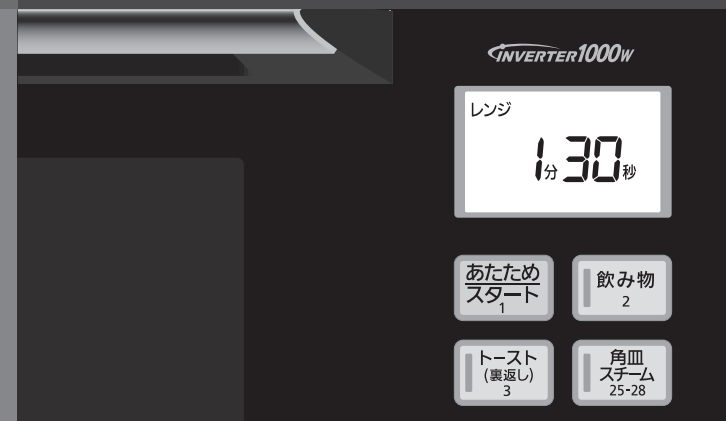 INVERTER1000W
レンジ
1分30秒
あたため
スタート
1
飲み物
2
トースト
(裏返し)
3
角皿
スチーム
25-28